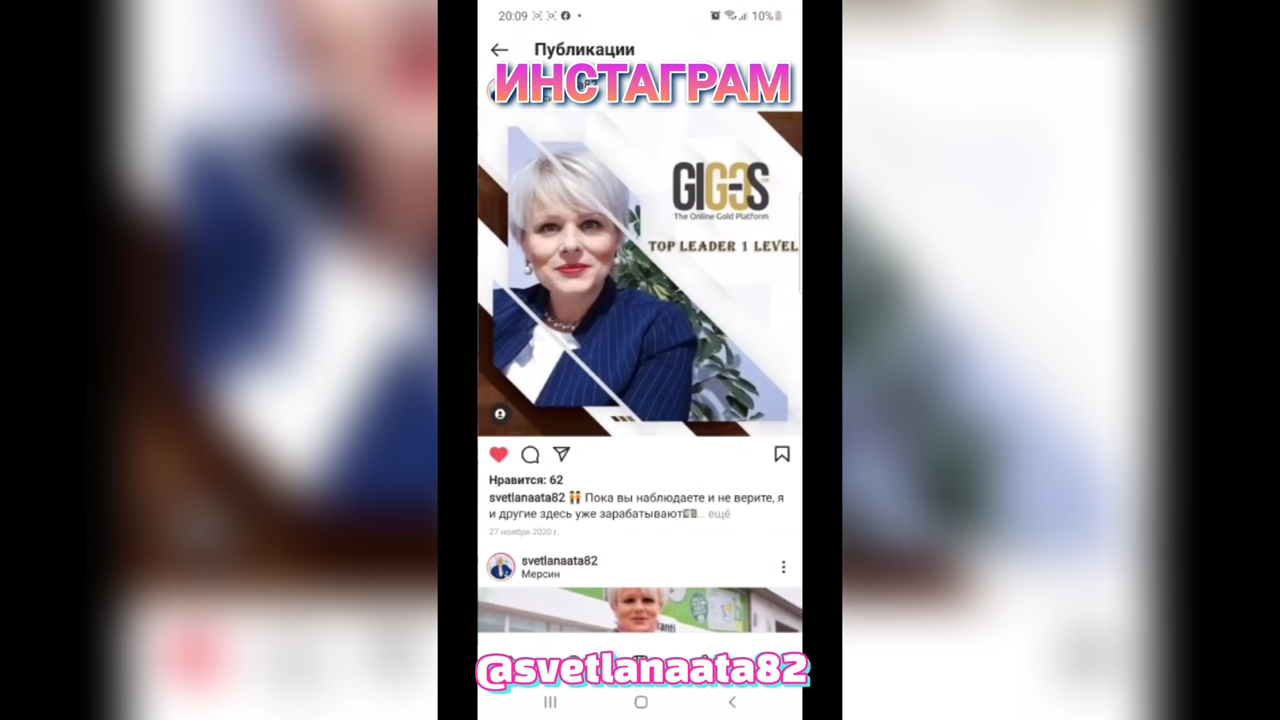 20:09
10%
Публикации
ИНСТАГРАМ
GIGOS
The Online Gold Platform
TOP LEADER 1 LEVEL
Нравится: 62
svetlanaata82 Пока вы наблюдаете и не верите, я
и другие здесь уже зарабатывают... ещё
27 ноября 2020 г.
svetlanaata82
Мерсин
@svetlanaata82